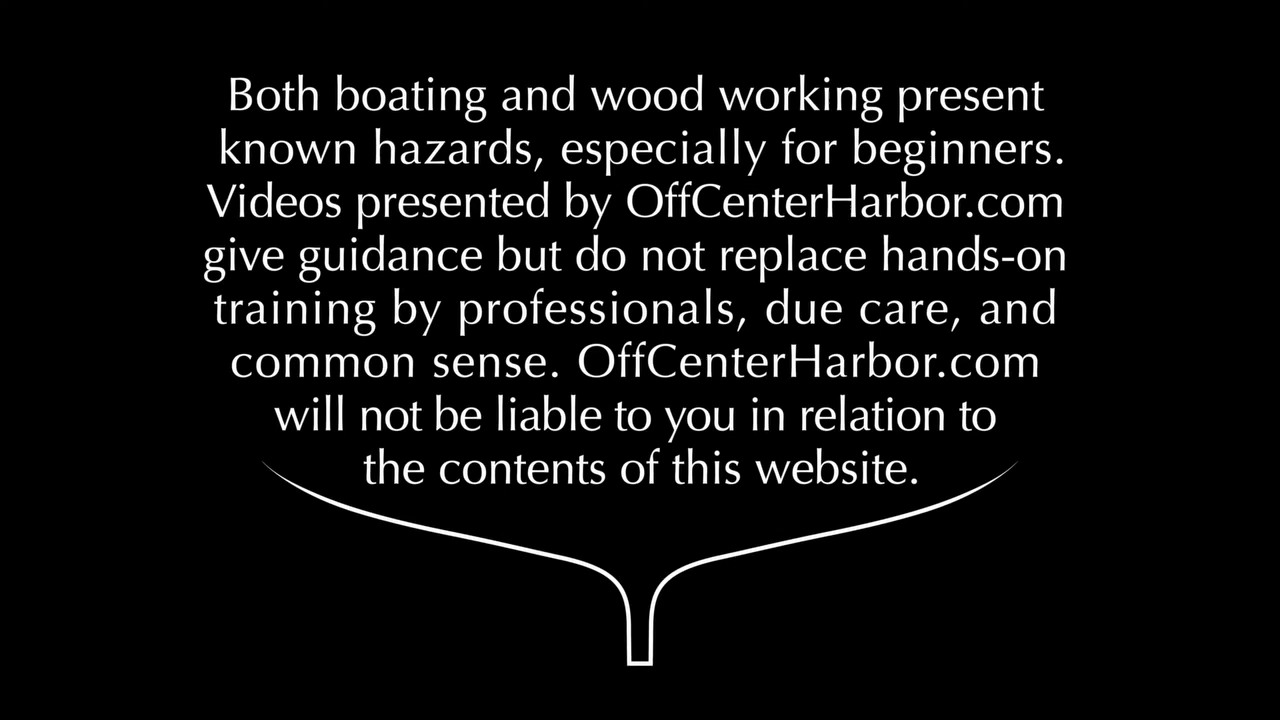 Both boating and wood working present
known hazards, especially for beginners.
Videos presented by OffCenterHarbor.com
give guidance but do not replace hands-on
training by professionals, due care, and
common sense. OffCenterHarbor.com
will not be liable to you in relation to
the contents of this website.